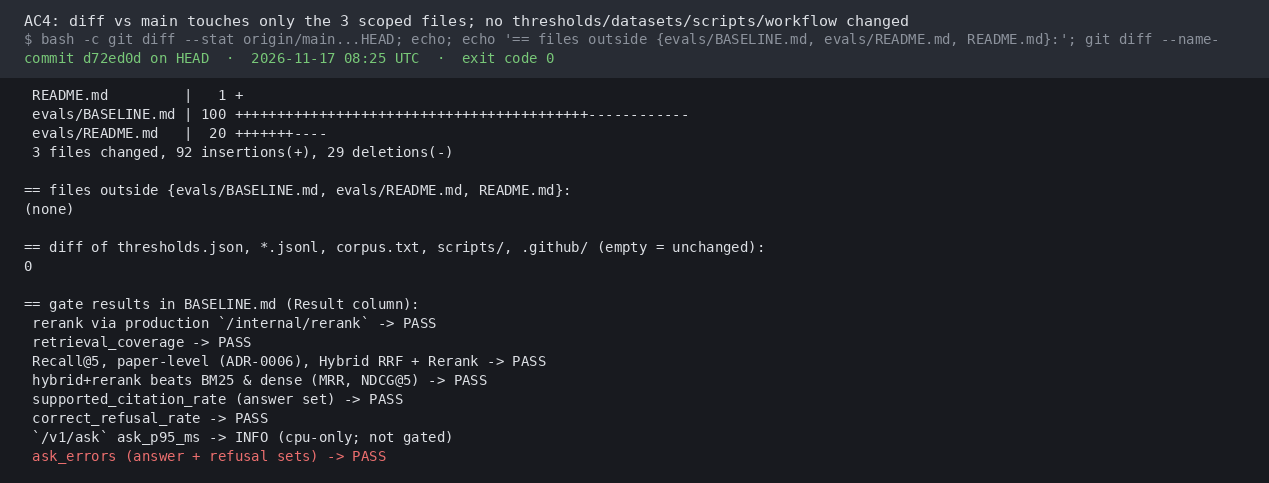 AC4: diff vs main touches only the 3 scoped files; no thresholds/datasets/scripts/workflow changed
$ bash -c git diff --stat origin/main...HEAD; echo; echo '== files outside {evals/BASELINE.md, evals/README.md, README.md}:'; git diff --name-
commit d72ed0d on HEAD · 2026-11-17 08:25 UTC · exit code 0
README.md         |   1 +
evals/BASELINE.md | 100 ++++++++++++++++++++++++++++++++++++++++++------------
evals/README.md   |  20 +++++++----
3 files changed, 92 insertions(+), 29 deletions(-)
== files outside {evals/BASELINE.md, evals/README.md, README.md}:
(none)
== diff of thresholds.json, *.jsonl, corpus.txt, scripts/, .github/ (empty = unchanged):
0
== gate results in BASELINE.md (Result column):
rerank via production `/internal/rerank` -> PASS
retrieval_coverage -> PASS
Recall@5, paper-level (ADR-0006), Hybrid RRF + Rerank -> PASS
hybrid+rerank beats BM25 & dense (MRR, NDCG@5) -> PASS
supported_citation_rate (answer set) -> PASS
correct_refusal_rate -> PASS
`/v1/ask` ask_p95_ms -> INFO (cpu-only; not gated)
ask_errors (answer + refusal sets) -> PASS